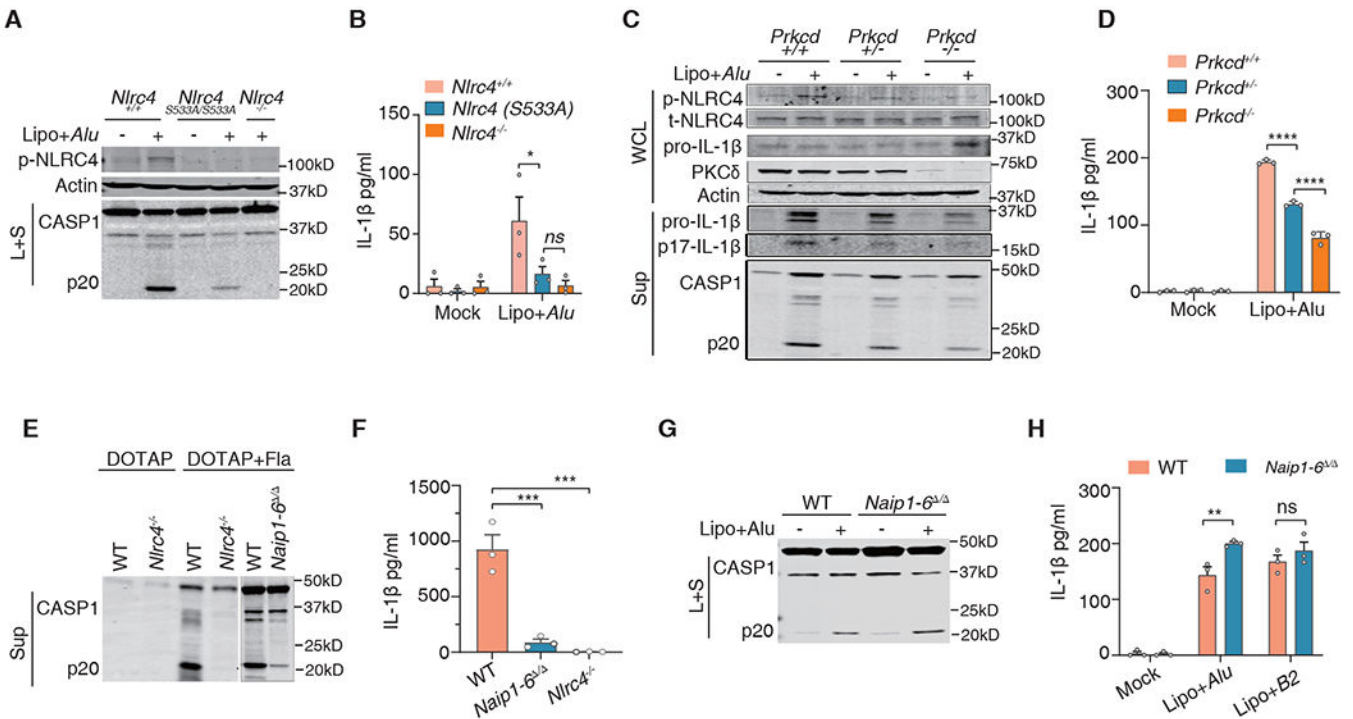 A
Nlrc4 +/+
Nlrc4 S533A/S533A
Nlrc4 -/-
Lipo+Alu - + - + +
p-NLRC4
100kD
Actin
37kD
L+S
CASP1
37kD
25kD
p20
20kD
B
Nlrc4+/+
Nlrc4 (S533A)
Nlrc4-/-
IL-1β pg/ml
150
100
50
0
*
ns
Mock
Lipo+Alu
C
Prkcd +/+
Prkcd +/-
Prkcd -/-
Lipo+Alu - + - + - +
WCL
p-NLRC4
100kD
t-NLRC4
100kD
pro-IL-1β
37kD
PKCδ
75kD
Actin
37kD
Sup
pro-IL-1β
37kD
p17-IL-1β
15kD
CASP1
50kD
25kD
p20
20kD
D
Prkcd+/+
Prkcd+/-
Prkcd-/-
IL-1β pg/ml
300
200
100
0
****
****
Mock
Lipo+Alu
E
DOTAP
DOTAP+Fla
WT
Nlrc4-/-
WT
Nlrc4-/-
WT
Naip1-6Δ/Δ
Sup
CASP1
p20
50kD
37kD
25kD
20kD
F
IL-1β pg/ml
1500
1000
500
0
***
***
WT
Naip1-6Δ/Δ
Nlrc4-/-
G
WT
Naip1-6Δ/Δ
Lipo+Alu - + - +
L+S
CASP1
p20
50kD
37kD
25kD
20kD
H
WT
Naip1-6Δ/Δ
IL-1β pg/ml
300
200
100
0
**
ns
Mock
Lipo+Alu
Lipo+B2